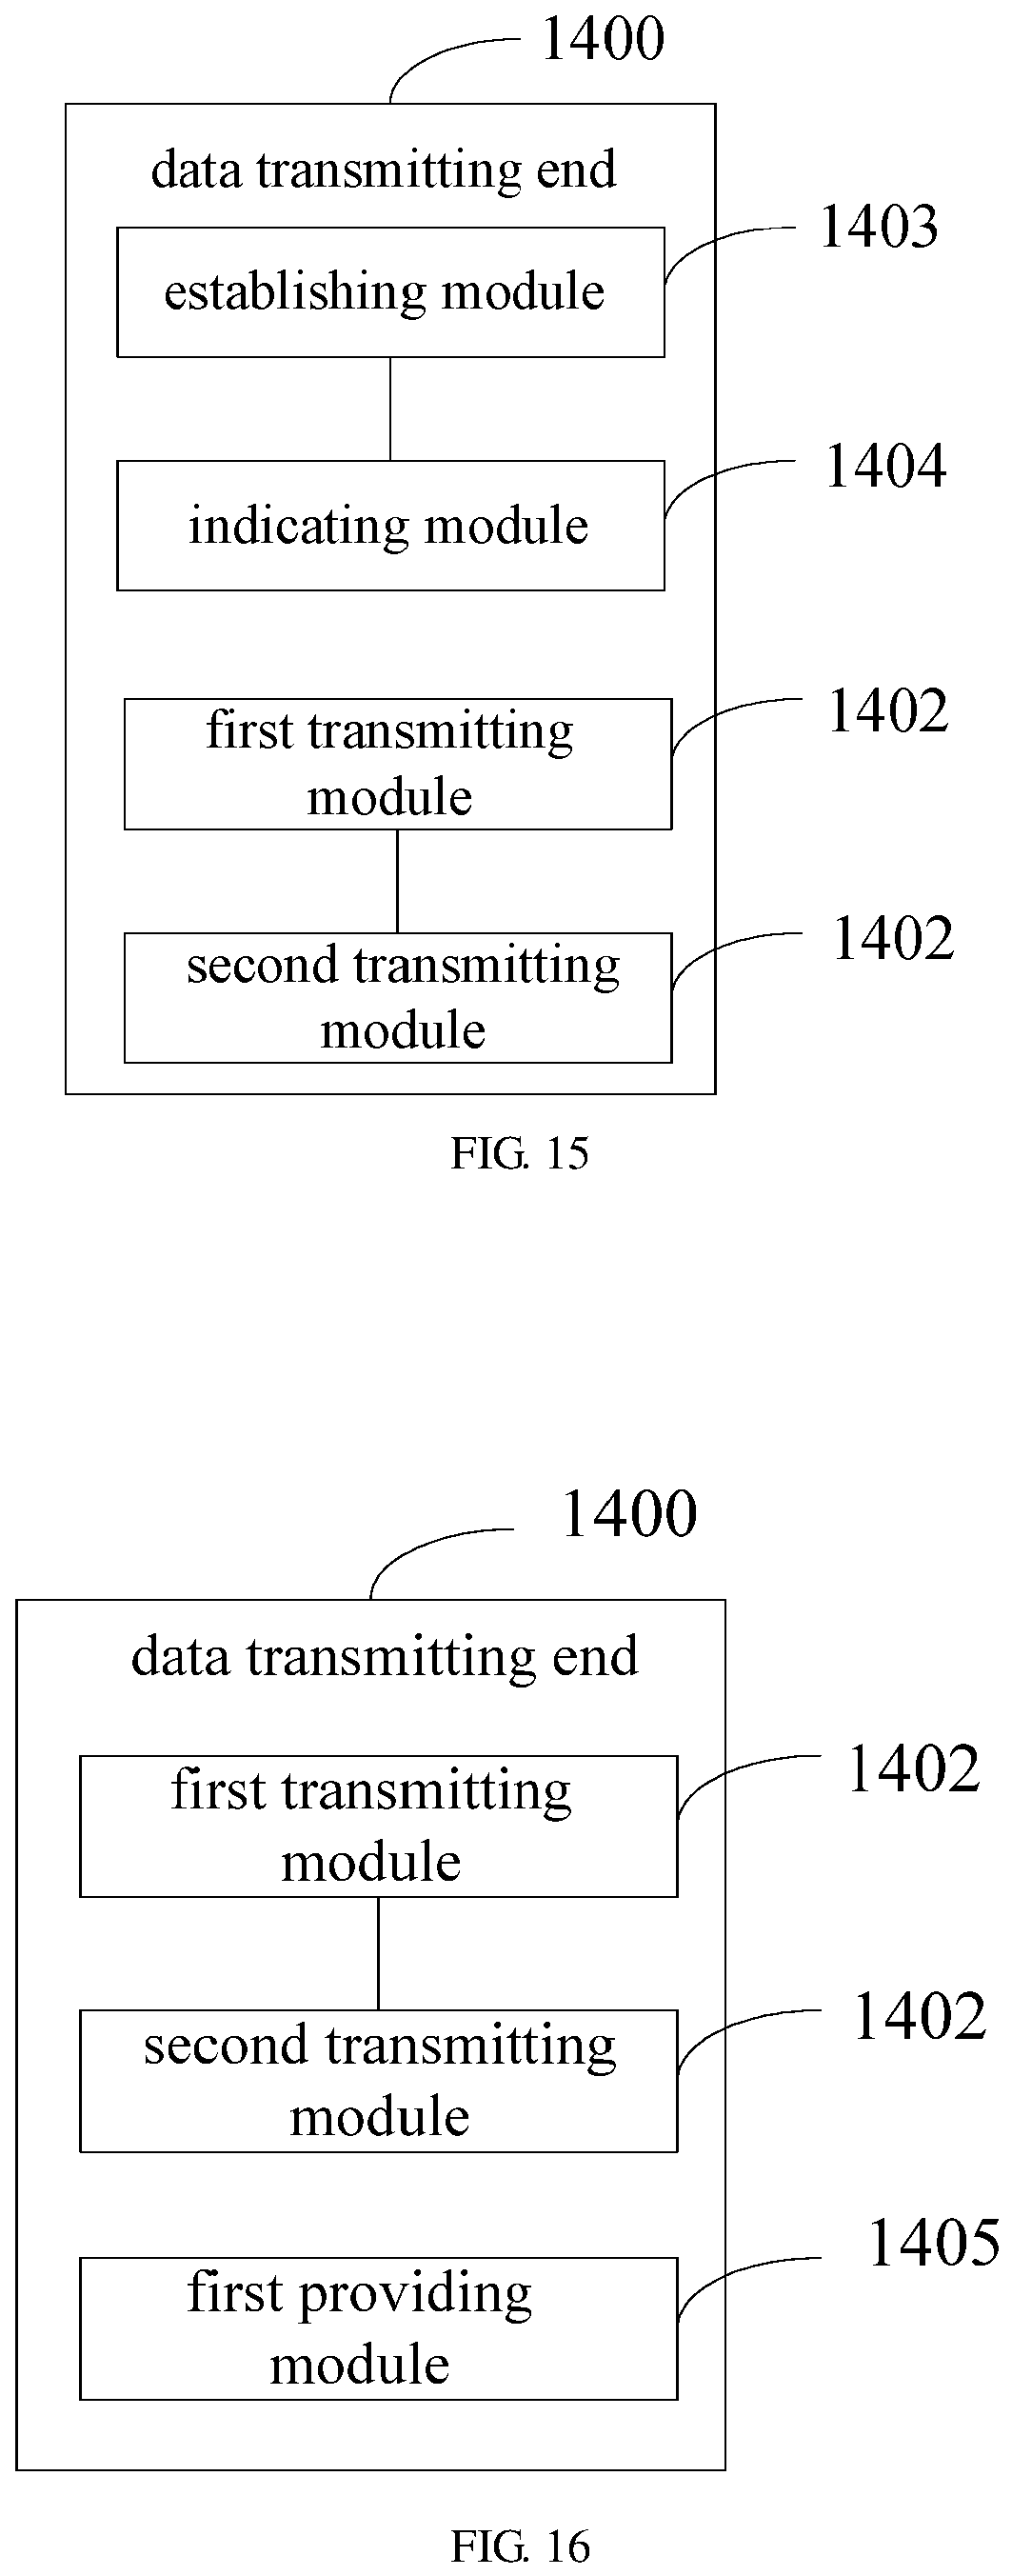 1400
data transmitting end
1403
establishing module
1404
indicating module
1402
first transmitting
module
1402
second transmitting
module
FIG. 15
1400
data transmitting end
1402
first transmitting
module
1402
second transmitting
module
1405
first providing
module
FIG. 16